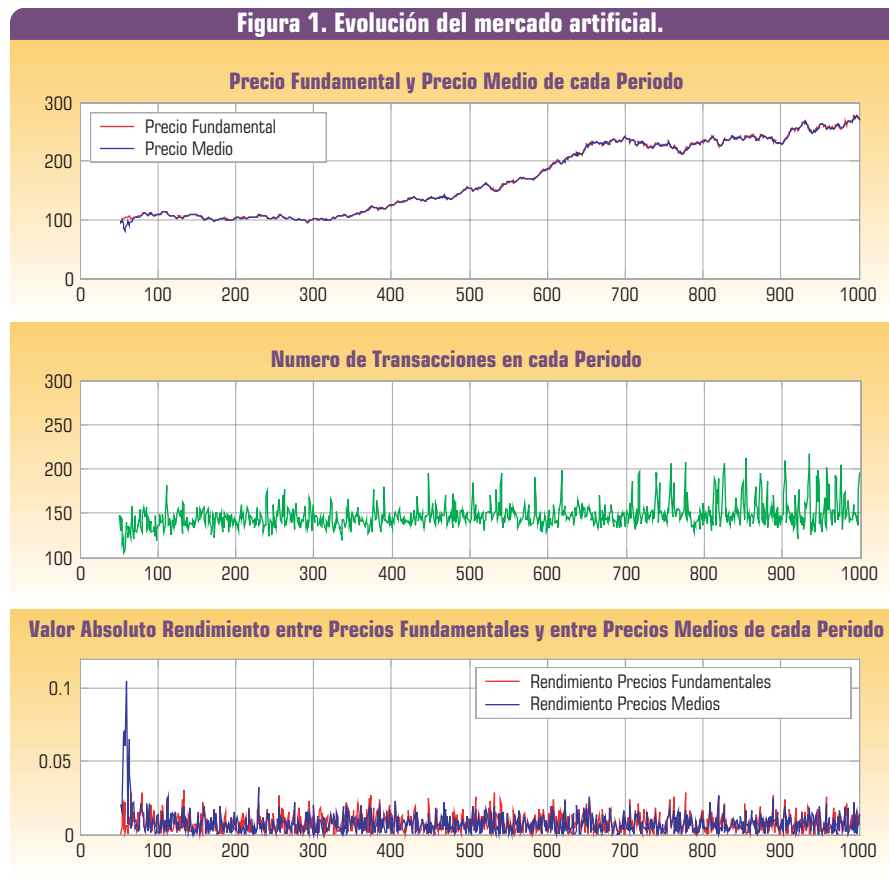 Figura 1. Evolución del mercado artificial.
Precio Fundamental y Precio Medio de cada Periodo
300
200
100
0
Precio Fundamental
Precio Medio
0 100 200 300 400 500 600 700 800 900 1000
Numero de Transacciones en cada Periodo
300
250
200
150
100
0 100 200 300 400 500 600 700 800 900 1000
Valor Absoluto Rendimiento entre Precios Fundamentales y entre Precios Medios de cada Periodo
0.1
0.05
0
Rendimiento Precios Fundamentales
Rendimiento Precios Medios
0 100 200 300 400 500 600 700 800 900 1000